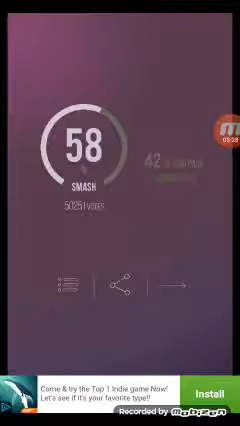 58
%
SMASH
50251 VOTES
42
03:28
Come & try the Top 1 Indie game Now!
Let's see if it's your favorite type!!
Install
Recorded by mobizen